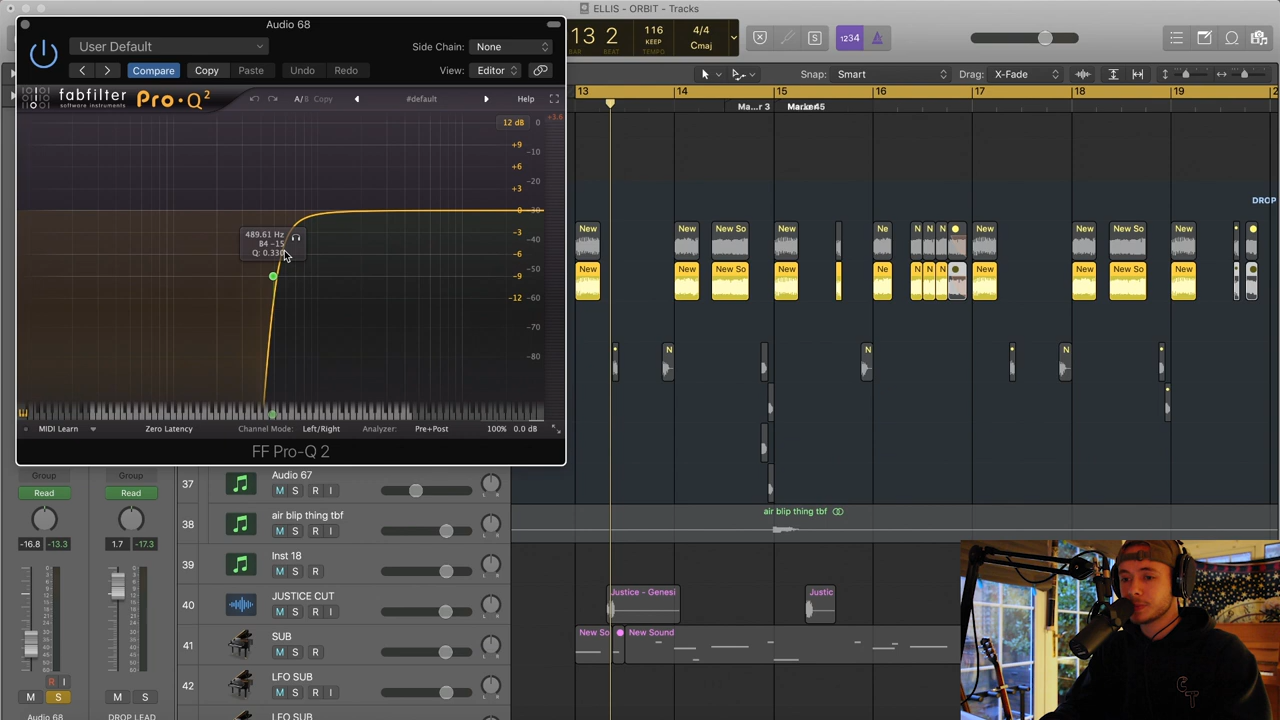 Audio 68
ELLIS - ORBIT - Tracks
User Default
Side Chain: None
Compare Copy Paste Undo Redo
View: Editor
13 2
BEAT
116
KEEP
TEMPO
4/4
Cmaj
S
1234
Snap: Smart
Drag: X-Fade
fabfilter
software instruments
Pro·Q²
A/B Copy
#default
Help
12 dB
0
+9
-10
+6
-20
+3
0
-30
-3
-40
-6
-50
-9
-60
-12
-70
-80
+3.6
489.61 Hz
B4 -15
MIDI Learn
Zero Latency
Channel Mode: Left/Right
Analyzer: Pre+Post
100% 0.0 dB
FF Pro-Q 2
13 14 15 16 17 18 19
Ma...r 3
DROP
New New New So New Ne N N N New New New So New
New New New So New Ne N N N New New New So New
N N N
Group Group
Read Read
-16.8 -13.3 1.7 -17.3
R I
M S M S
Audio 68 DROP LEAD
37 Audio 67
M S R I
L R
38 air blip thing tbf
M S R I
L R
39 Inst 18
M S R
L R
40 JUSTICE CUT
M S R I
L R
41 SUB
M S R
L R
42 LFO SUB
M S R I
L R
LFO SUB
air blip thing tbf
Justice - Genesi
Justic
New So
New Sound